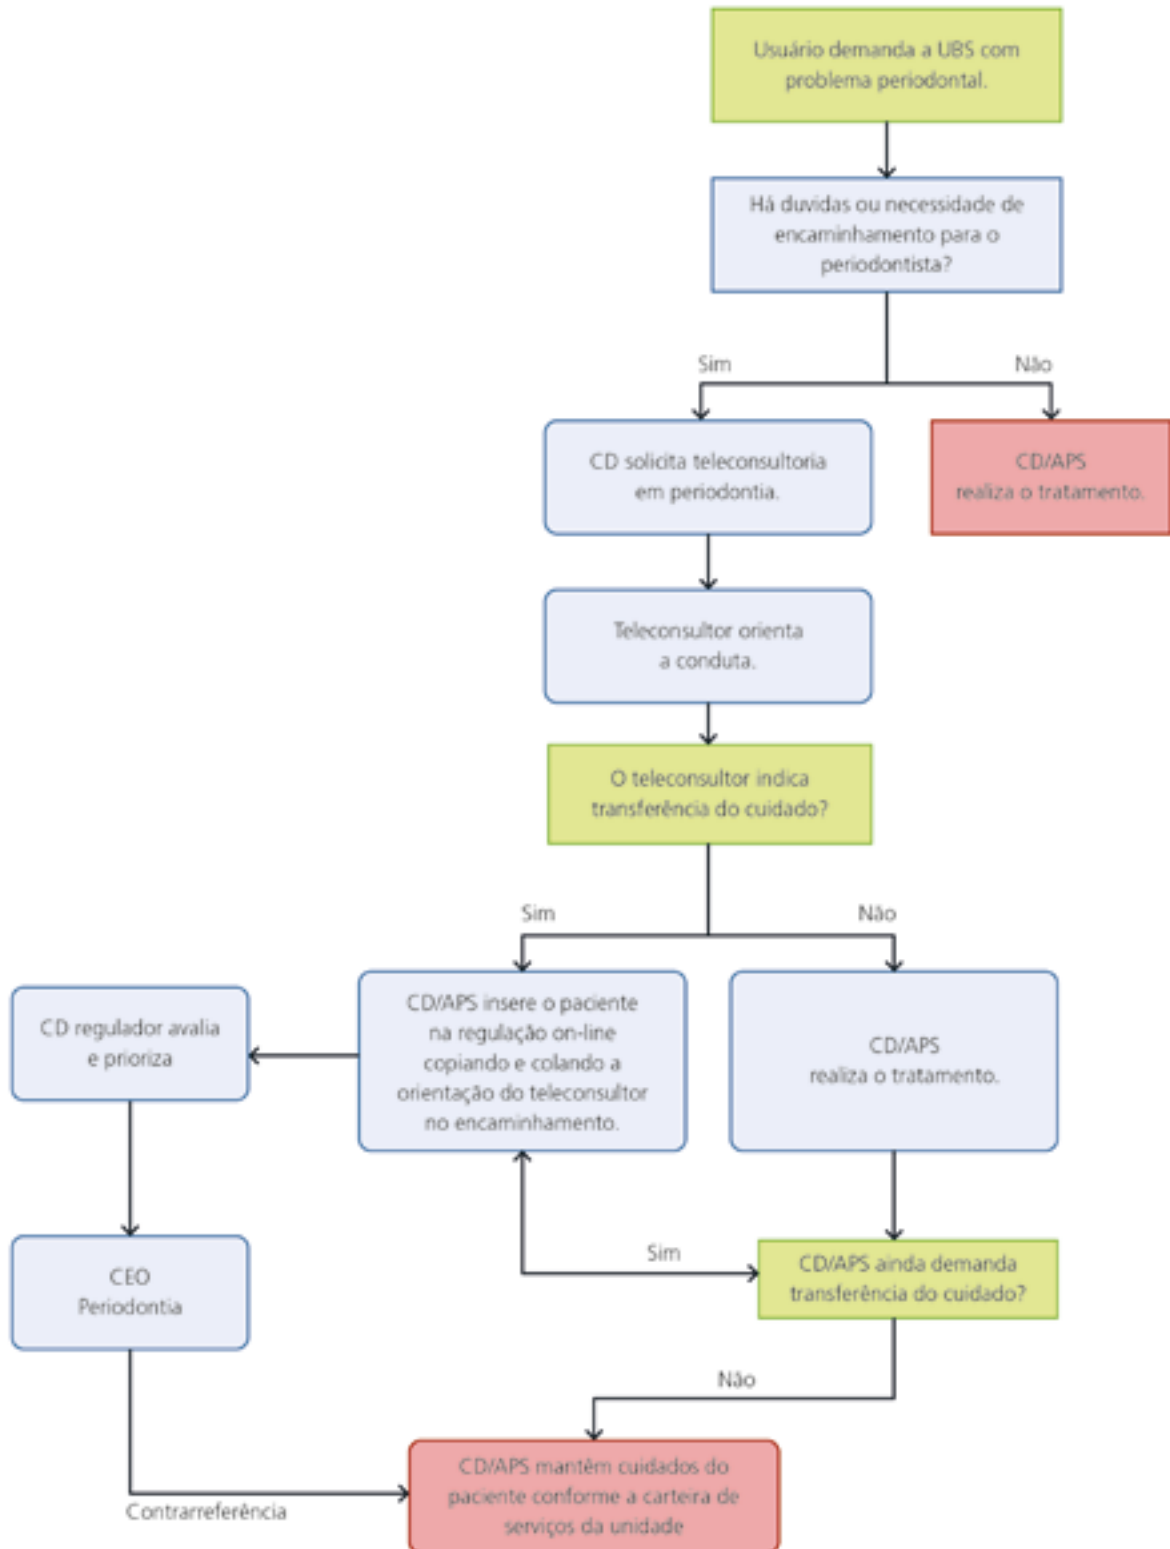 Usuário demanda a UBS com
problema periodontal.
Há duvidas ou necessidade de
encaminhamento para o
periodontista?
Sim
Não
CD solicita teleconsultoria
em periodontia.
CD/APS
realiza o tratamento.
Teleconsultor orienta
a conduta.
O teleconsultor indica
transferência do cuidado?
Sim
Não
CD regulador avalia
e prioriza
CD/APS insere o paciente
na regulação on-line
copiando e colando a
orientação do teleconsultor
no encaminhamento.
CD/APS
realiza o tratamento.
CEO
Periodontia
Sim
CD/APS ainda demanda
transferência do cuidado?
Não
Contrarreferência
CD/APS mantêm cuidados do
paciente conforme a carteira de
serviços da unidade